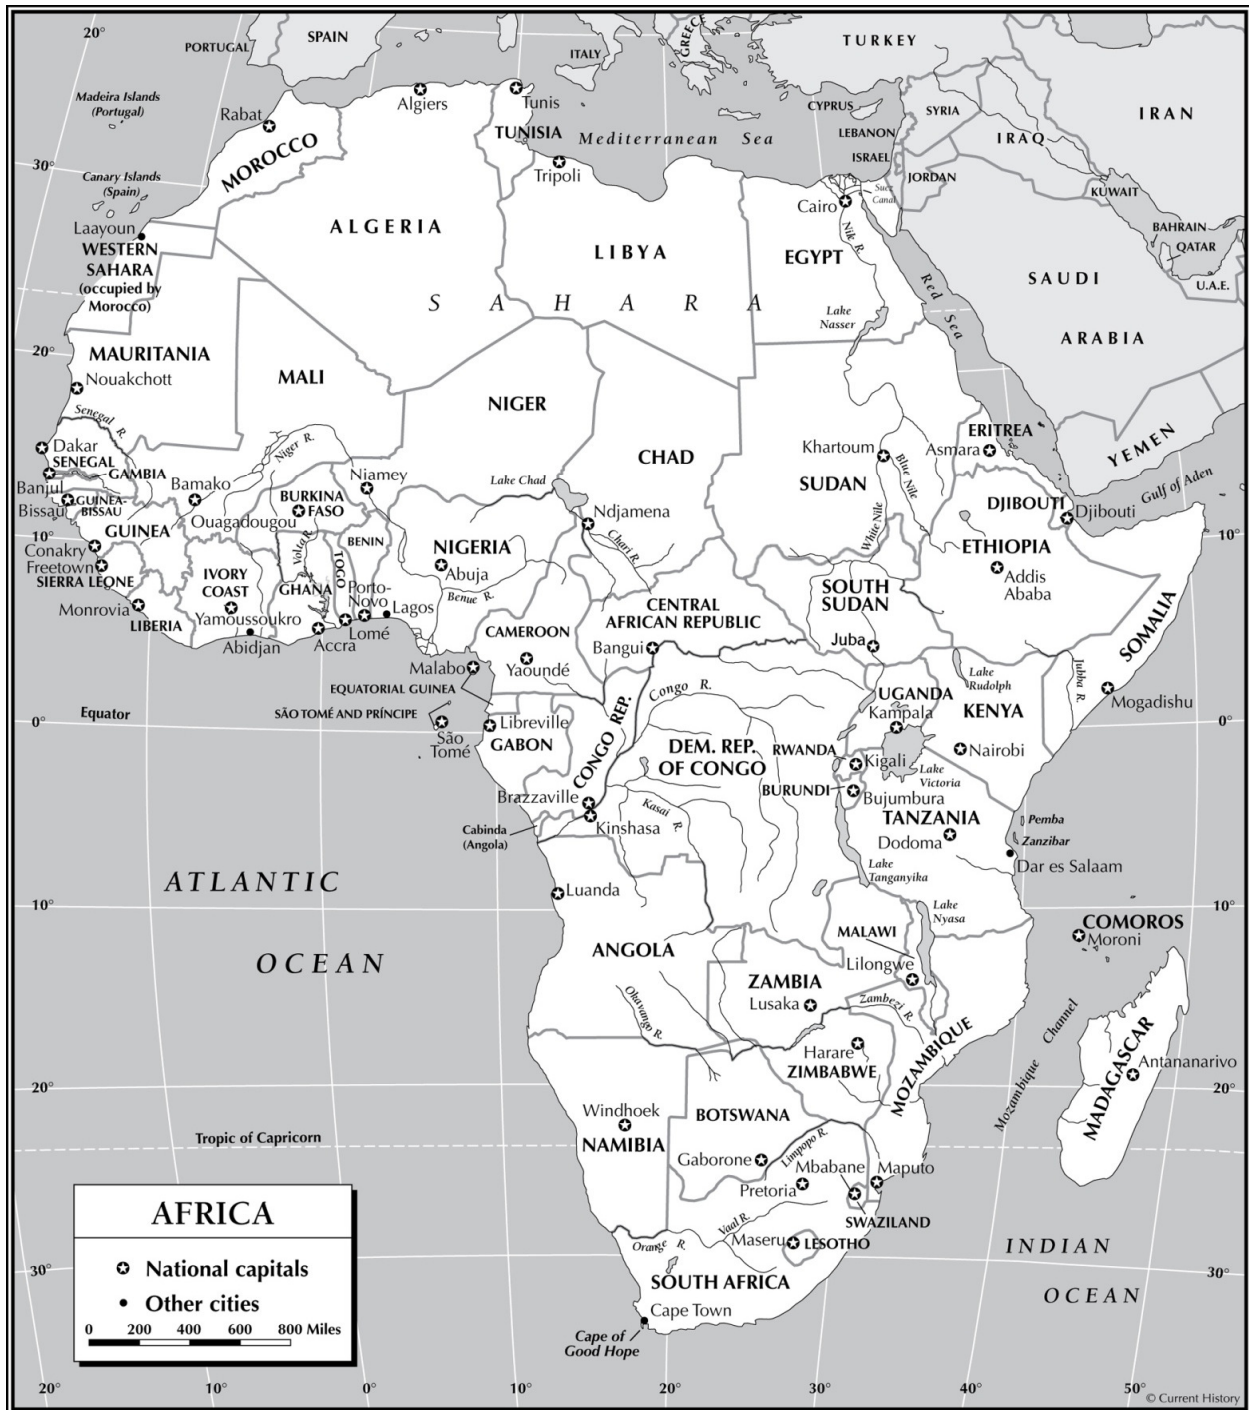 20°
PORTUGAL
SPAIN
ITALY
GREECE
TURKEY
Madeira Islands
(Portugal)
Rabat
Algiers
Tunis
TUNISIA
Mediterranean Sea
CYPRUS
SYRIA
LEBANON
ISRAEL
JORDAN
IRAQ
IRAN
KUWAIT
BAHRAIN
QATAR
U.A.E.
SAUDI
ARABIA
YEMEN
Gulf of Aden
Red Sea
Suez
Canal
30°
Canary Islands
(Spain)
MOROCCO
Tripoli
Cairo
Nik R.
Laayoun
WESTERN
SAHARA
(occupied by
Morocco)
ALGERIA
LIBYA
EGYPT
SAHARA
Lake
Nasser
20°
MAURITANIA
Nouakchott
MALI
NIGER
CHAD
SUDAN
Khartoum
Blue Nile
White Nile
ERITREA
Asmara
DJIBOUTI
Djibouti
Senegal R.
Dakar
SENEGAL
GAMBIA
Banjul
Bissau
GUINEA-
BISSAU
GUINEA
Bamako
Niger R.
Niamey
BURKINA
FASO
Ouagadougou
Lake Chad
Ndjamena
Chari R.
10°
10°
Conakry
Freetown
SIERRA LEONE
Monrovia
LIBERIA
IVORY
COAST
Yamoussoukro
Abidjan
Volta R.
GHANA
Accra
TOGO
Lomé
BENIN
Porto-
Novo
Lagos
NIGERIA
Abuja
Benue R.
CAMEROON
Yaoundé
CENTRAL
AFRICAN REPUBLIC
Bangui
SOUTH
SUDAN
Juba
ETHIOPIA
Addis
Ababa
SOMALIA
Mogadishu
Jubba R.
Lake
Rudolph
Malabo
EQUATORIAL GUINEA
SÃO TOMÉ AND PRÍNCIPE
São
Tomé
Equator
0°
0°
Libreville
GABON
CONGO REP.
Congo R.
DEM. REP.
OF CONGO
UGANDA
Kampala
KENYA
Nairobi
RWANDA
Kigali
Lake
Victoria
BURUNDI
Bujumbura
Brazzaville
Kinshasa
Kasai R.
Cabinda
(Angola)
TANZANIA
Dodoma
Pemba
Zanzibar
Dar es Salaam
Lake
Tanganyika
ATLANTIC
OCEAN
Luanda
10°
10°
ANGOLA
Lake
Nyasa
MALAWI
Lilongwe
COMOROS
Moroni
ZAMBIA
Lusaka
Zambezi R.
Okavango R.
Harare
ZIMBABWE
MOZAMBIQUE
Mozambique Channel
MADAGASCAR
Antananarivo
20°
20°
Windhoek
NAMIBIA
BOTSWANA
Gaborone
Limpopo R.
Tropic of Capricorn
Pretoria
Mbabane
Maputo
SWAZILAND
Vaal R.
Maseru
LESOTHO
Orange R.
SOUTH AFRICA
Cape Town
Cape of
Good Hope
INDIAN
OCEAN
30°
30°
AFRICA
National capitals
Other cities
0 200 400 600 800 Miles
20° 10° 0° 10° 20° 30° 40° 50°
© Current History